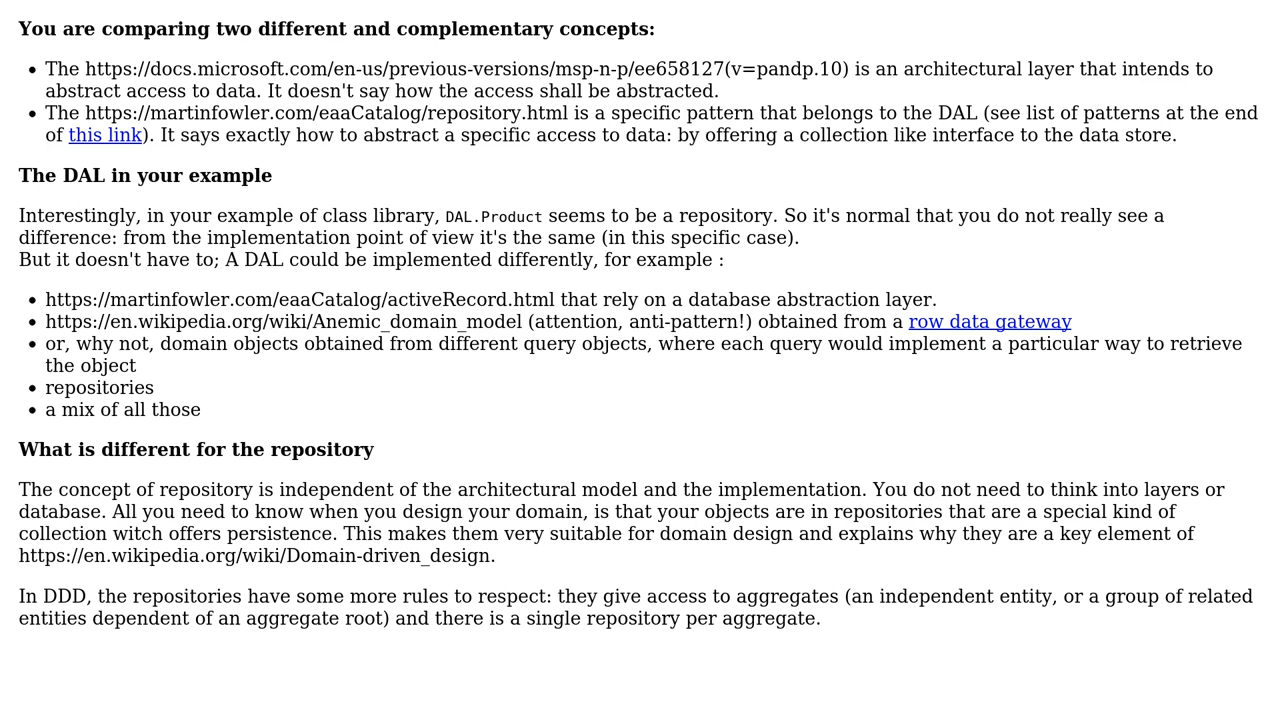 You are comparing two different and complementary concepts:
• The https://docs.microsoft.com/en-us/previous-versions/msp-n-p/ee658127(v=pandp.10) is an architectural layer that intends to
abstract access to data. It doesn't say how the access shall be abstracted.
• The https://martinfowler.com/eaaCatalog/repository.html is a specific pattern that belongs to the DAL (see list of patterns at the end
of this link). It says exactly how to abstract a specific access to data: by offering a collection like interface to the data store.
The DAL in your example
Interestingly, in your example of class library, DAL.Product seems to be a repository. So it's normal that you do not really see a
difference: from the implementation point of view it's the same (in this specific case).
But it doesn't have to; A DAL could be implemented differently, for example :
• https://martinfowler.com/eaaCatalog/activeRecord.html that rely on a database abstraction layer.
• https://en.wikipedia.org/wiki/Anemic_domain_model (attention, anti-pattern!) obtained from a row data gateway
• or, why not, domain objects obtained from different query objects, where each query would implement a particular way to retrieve
the object
• repositories
• a mix of all those
What is different for the repository
The concept of repository is independent of the architectural model and the implementation. You do not need to think into layers or
database. All you need to know when you design your domain, is that your objects are in repositories that are a special kind of
collection witch offers persistence. This makes them very suitable for domain design and explains why they are a key element of
https://en.wikipedia.org/wiki/Domain-driven_design.
In DDD, the repositories have some more rules to respect: they give access to aggregates (an independent entity, or a group of related
entities dependent of an aggregate root) and there is a single repository per aggregate.